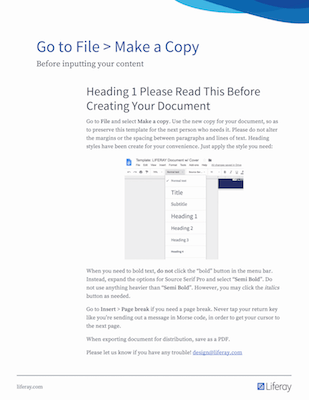 Go to File > Make a Copy
Before inputting your content
Heading 1 Please Read This Before
Creating Your Document
Go to File and select Make a copy. Use the new copy for your document, so as
to preserve this template for the next person who needs it. Please do not alter
the margins or the spacing between paragraphs and lines of text. Heading
styles have been create for your convenience. Just apply the style you need:
Template: LIFERAY Document w/ Cover
File Edit View Insert Format Tools
Normal text
Title
Subtitle
Heading 1
Heading 2
Heading 3
Heading 4
When you need to bold text, do not click the "bold" button in the menu bar.
Instead, expand the options for Source Serif Pro and select "Semi Bold". Do
not use anything heavier than "Semi Bold". However, you may click the italics
button as needed.
Go to Insert > Page break if you need a page break. Never tap your return key
like you're sending out a message in Morse code, in order to get your cursor to
the next page.
When exporting document for distribution, save as a PDF.
Please let us know if you have any trouble! design@liferay.com
liferay.com
Liferay